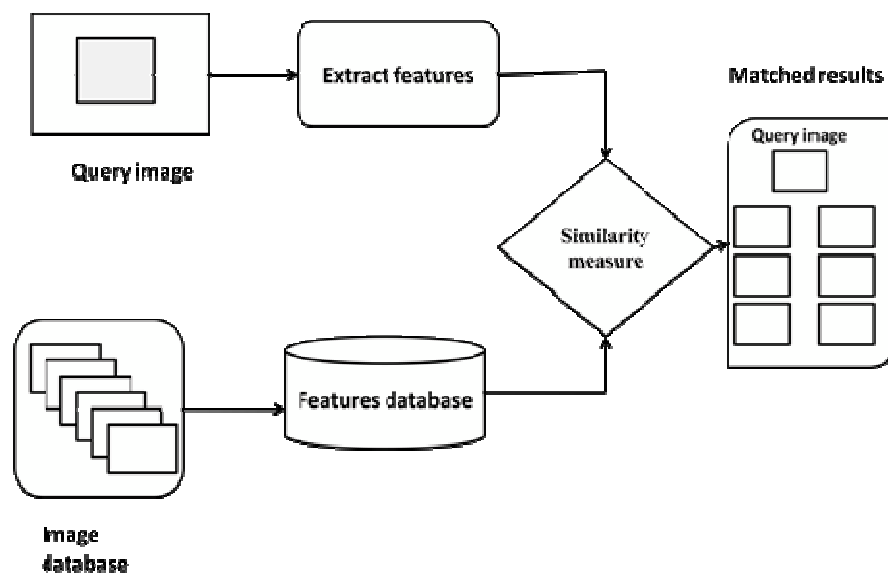 Extract features
Query image
Matched results
Query image
Similarity
measure
Features database
Image
database